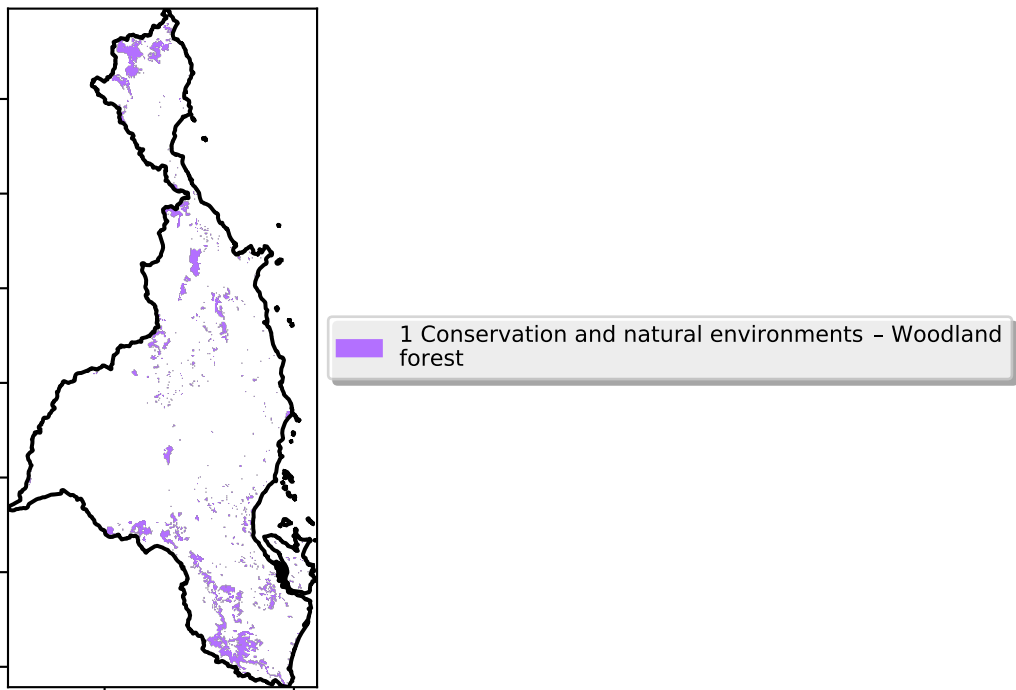 1 Conservation and natural environments – Woodland
forest